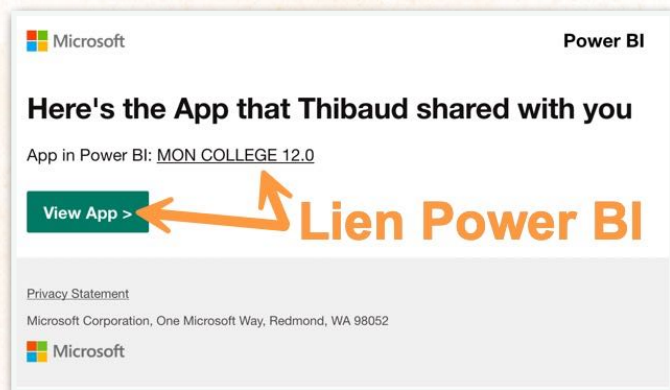 Microsoft
Power BI
Here's the App that Thibaud shared with you
App in Power BI: MON COLLEGE 12.0
View App >
Lien Power BI
Privacy Statement
Microsoft Corporation, One Microsoft Way, Redmond, WA 98052
Microsoft